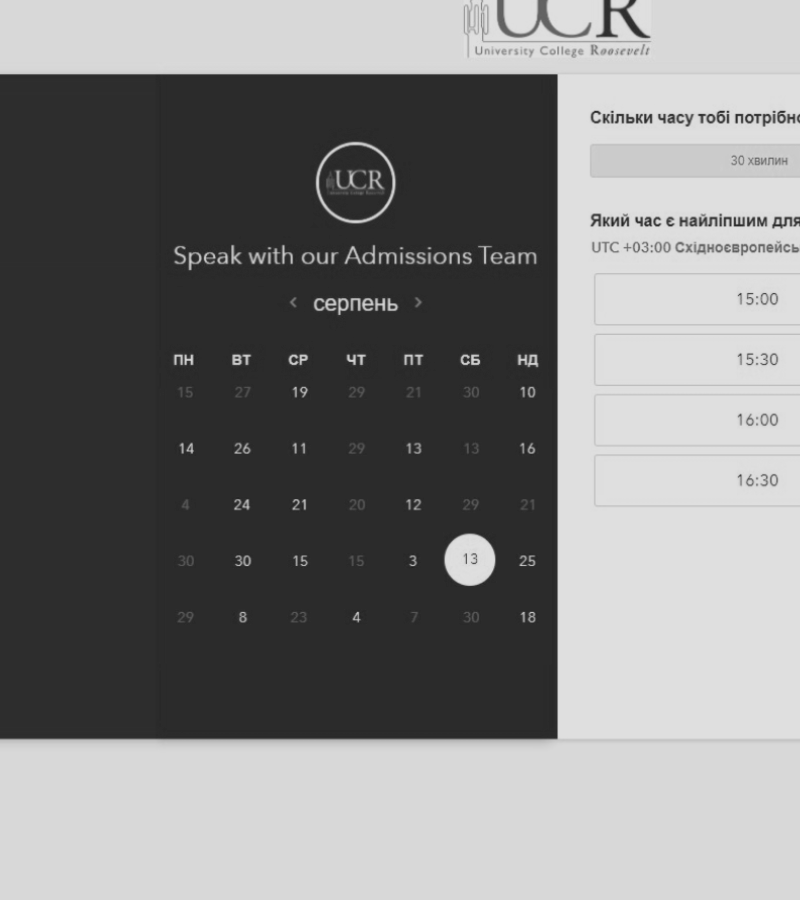 UCR
University College Roosevelt
UCR
Speak with our Admissions Team
< серпень >
ПН ВТ СР ЧТ ПТ СБ НД
15 27 19 29 21 30 10
14 26 11 29 13 13 16
4 24 21 20 12 29 21
30 30 15 15 3 13 25
29 8 23 4 7 30 18
Скільки часу тобі потрібно
30 хвилин
Який час є найліпшим для
UTC +03:00 Східноєвропейсь
15:00
15:30
16:00
16:30